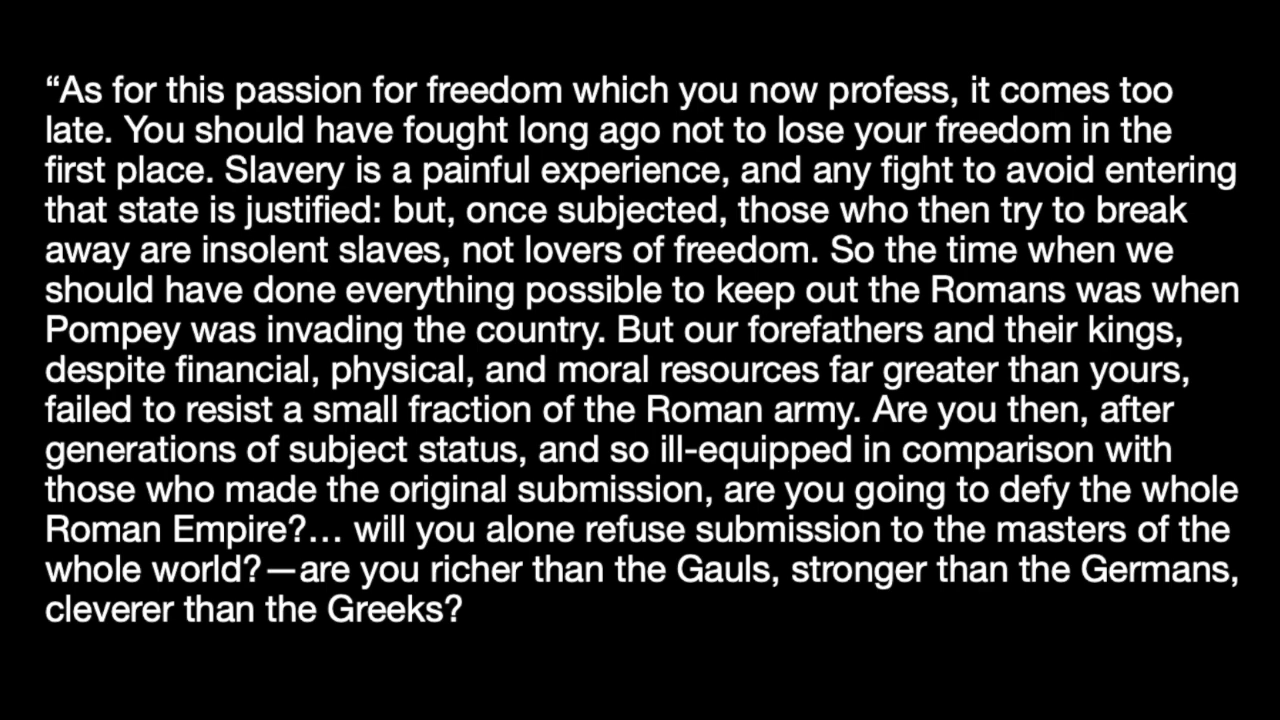 “As for this passion for freedom which you now profess, it comes too
late. You should have fought long ago not to lose your freedom in the
first place. Slavery is a painful experience, and any fight to avoid entering
that state is justified: but, once subjected, those who then try to break
away are insolent slaves, not lovers of freedom. So the time when we
should have done everything possible to keep out the Romans was when
Pompey was invading the country. But our forefathers and their kings,
despite financial, physical, and moral resources far greater than yours,
failed to resist a small fraction of the Roman army. Are you then, after
generations of subject status, and so ill-equipped in comparison with
those who made the original submission, are you going to defy the whole
Roman Empire?… will you alone refuse submission to the masters of the
whole world?—are you richer than the Gauls, stronger than the Germans,
cleverer than the Greeks?